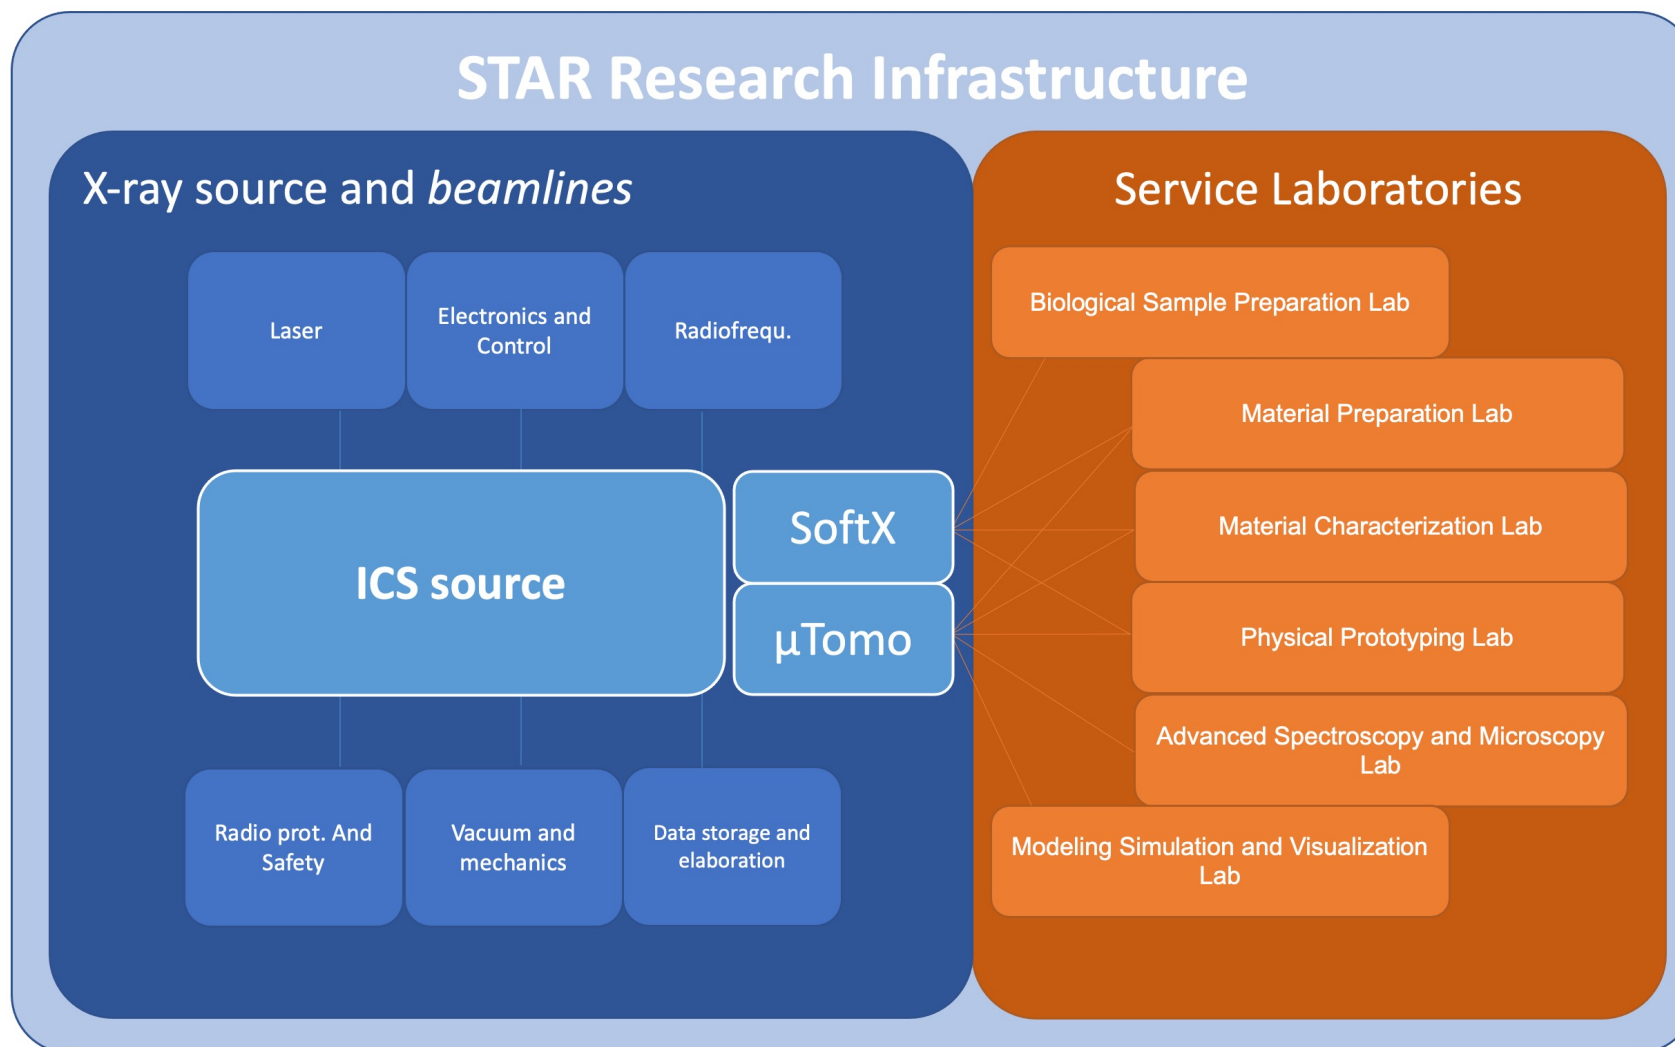 STAR Research Infrastructure
X-ray source and beamlines
Laser
Electronics and
Control
Radiofrequ.
ICS source
SoftX
µTomo
Radio prot. And
Safety
Vacuum and
mechanics
Data storage and
elaboration
Service Laboratories
Biological Sample Preparation Lab
Material Preparation Lab
Material Characterization Lab
Physical Prototyping Lab
Advanced Spectroscopy and Microscopy
Lab
Modeling Simulation and Visualization
Lab